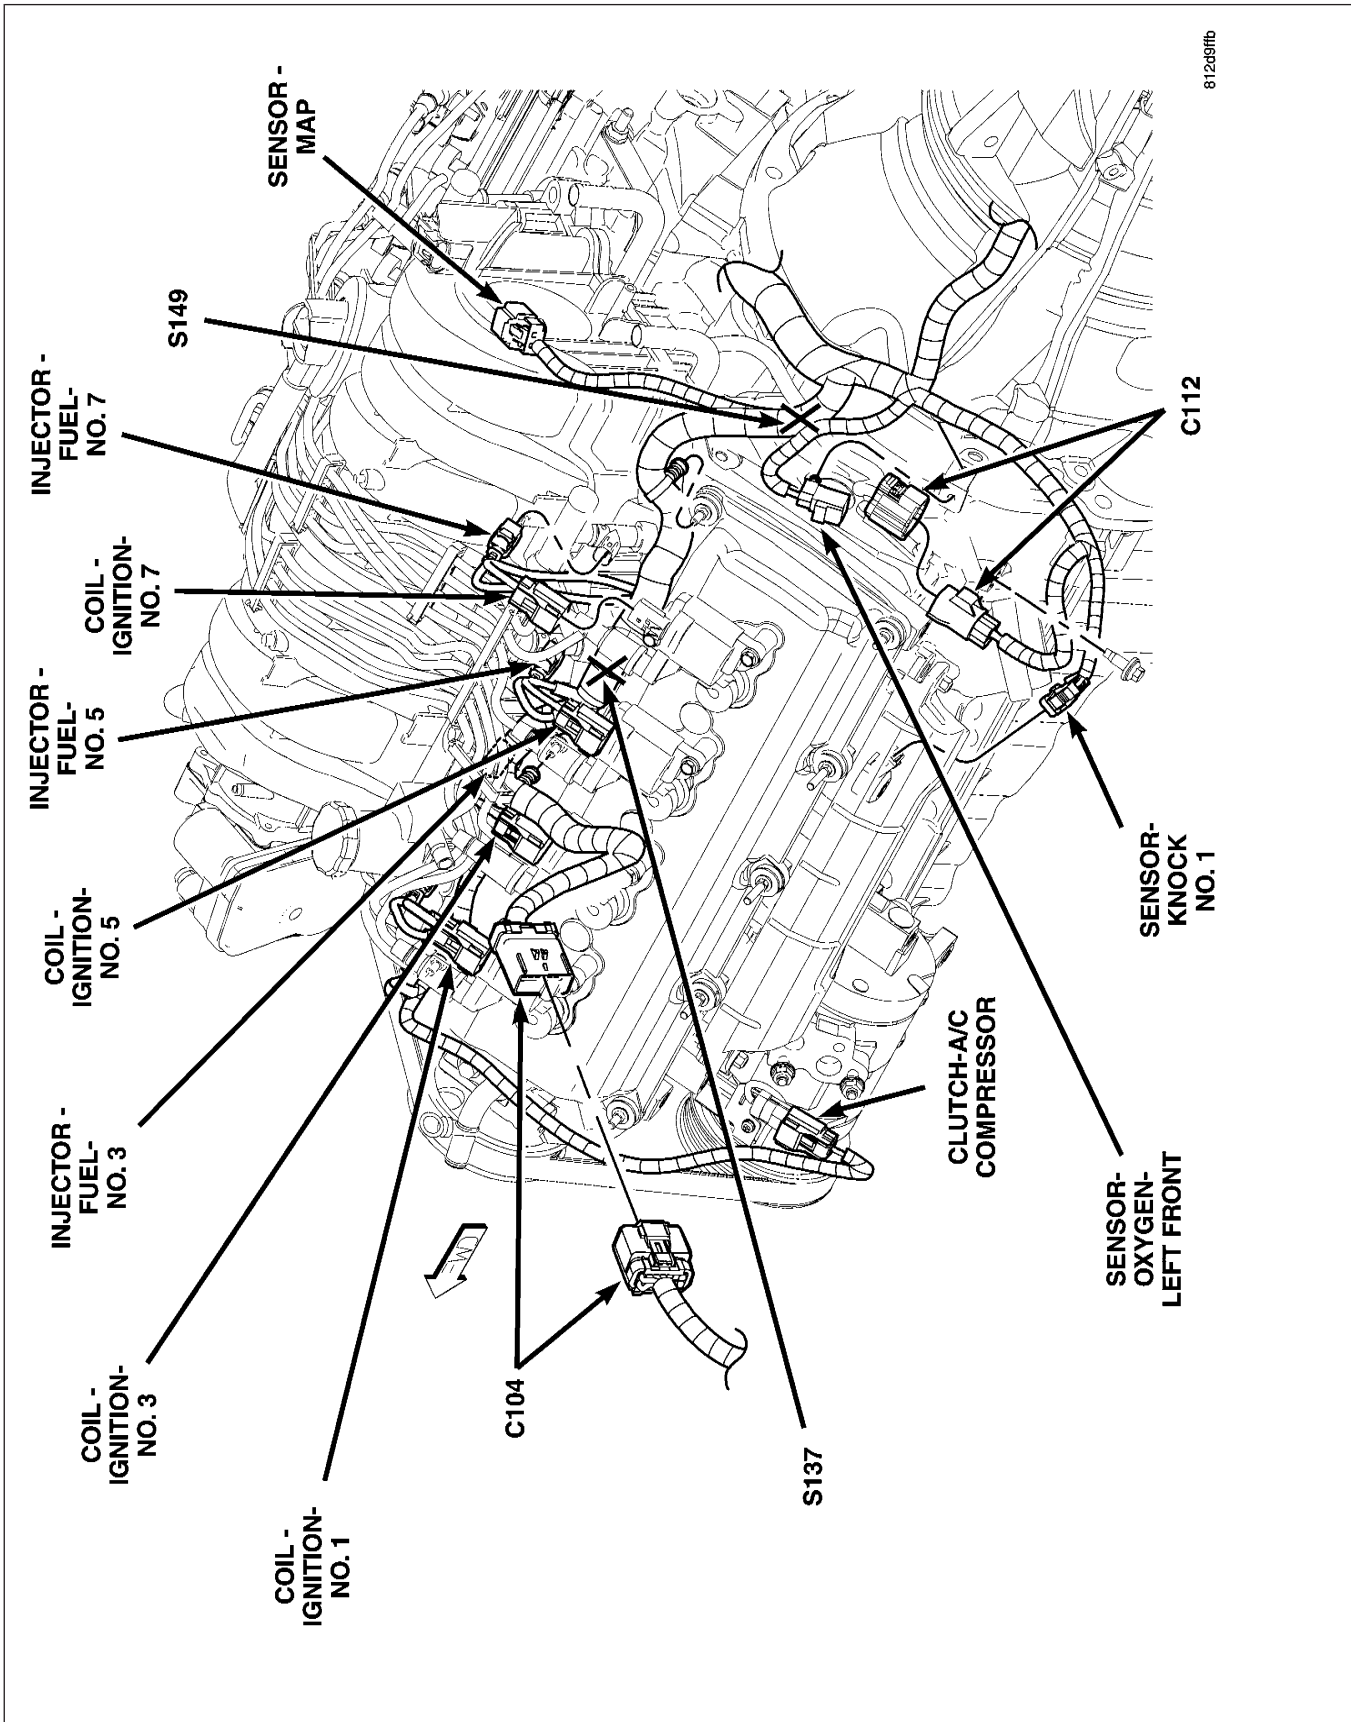 COIL -
IGNITION-
NO. 1
COIL -
IGNITION-
NO. 3
INJECTOR -
FUEL-
NO. 3
COIL -
IGNITION-
NO. 5
INJECTOR -
FUEL-
NO. 5
COIL -
IGNITION-
NO. 7
INJECTOR -
FUEL-
NO. 7
S149
SENSOR -
MAP
C104
S137
CLUTCH-A/C
COMPRESSOR
SENSOR-
OXYGEN-
LEFT FRONT
SENSOR-
KNOCK
NO. 1
C112
812d9ffb